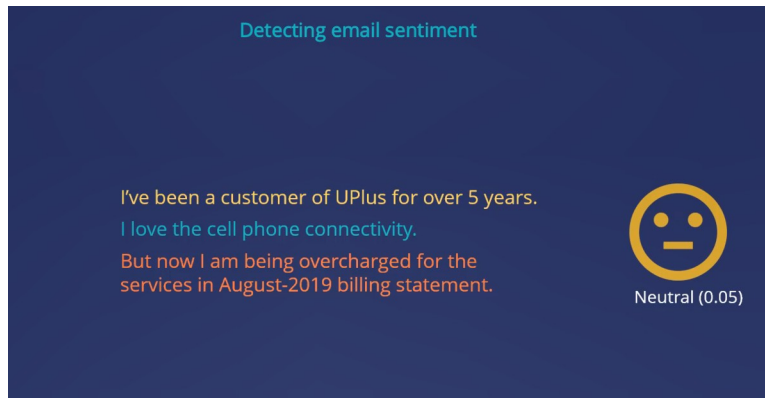 Detecting email sentiment
I've been a customer of UPlus for over 5 years.
I love the cell phone connectivity.
But now I am being overcharged for the
services in August-2019 billing statement.
Neutral (0.05)